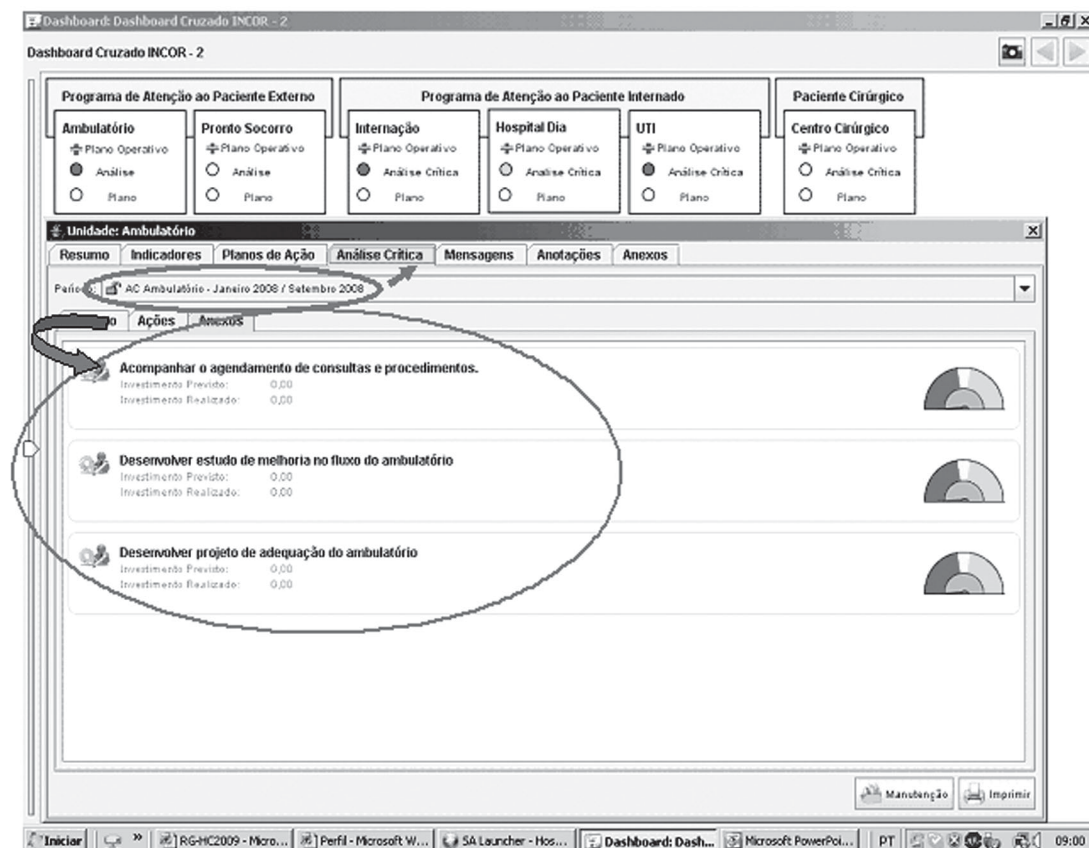 Dashboard: Dashboard Cruzado INCOR - 2
Dashboard Cruzado INCOR - 2
Programa de Atenção ao Paciente Externo
Programa de Atenção ao Paciente Internado
Paciente Cirúrgico
Ambulatório
Plano Operativo
Análise
Plano
Pronto Socorro
Plano Operativo
Análise
Plano
Internação
Plano Operativo
Análise Crítica
Plano
Hospital Dia
Plano Operativo
Analise Crítica
Plano
UTI
Plano Operativo
Análise Crítica
Plano
Centro Cirúrgico
Plano Operativo
Análise Crítica
Plano
Unidade: Ambulatório
Resumo Indicadores Planos de Ação Análise Crítica Mensagens Anotações Anexos
AC Ambulatório - Janeiro 2008 / Setembro 2008
Ações Anexos
Acompanhar o agendamento de consultas e procedimentos.
Investimento Previsto: 0,00
Investimento Realizado: 0,00
Desenvolver estudo de melhoria no fluxo do ambulatório
Investimento Previsto: 0,00
Investimento Realizado: 0,00
Desenvolver projeto de adequação do ambulatório
Investimento Previsto: 0,00
Investimento Realizado: 0,00
Manutenção Imprimir
Iniciar » RG-HC2009 - Micro... Perfil - Microsoft W... SA Launcher - Hos... Dashboard: Dash... Microsoft PowerPoi... PT 09:00